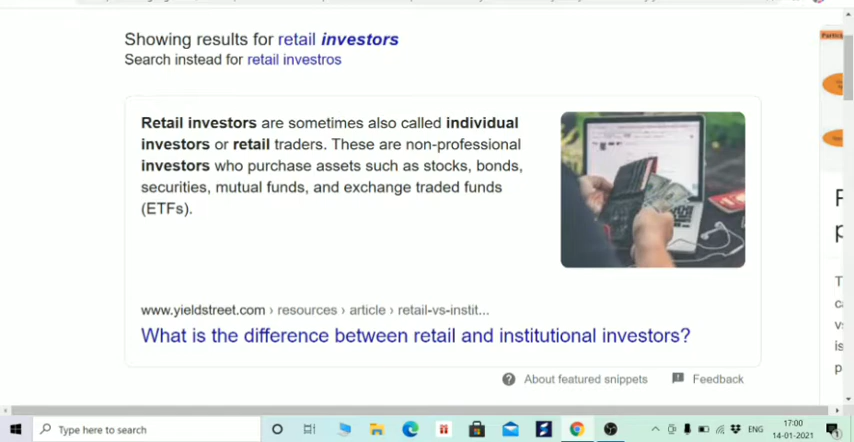 Showing results for retail investors
Search instead for retail investros
Retail investors are sometimes also called individual
investors or retail traders. These are non-professional
investors who purchase assets such as stocks, bonds,
securities, mutual funds, and exchange traded funds
(ETFs).
www.yieldstreet.com › resources › article › retail-vs-instit...
What is the difference between retail and institutional investors?
About featured snippets
Feedback
Type here to search
ENG
17:00
14-01-2021